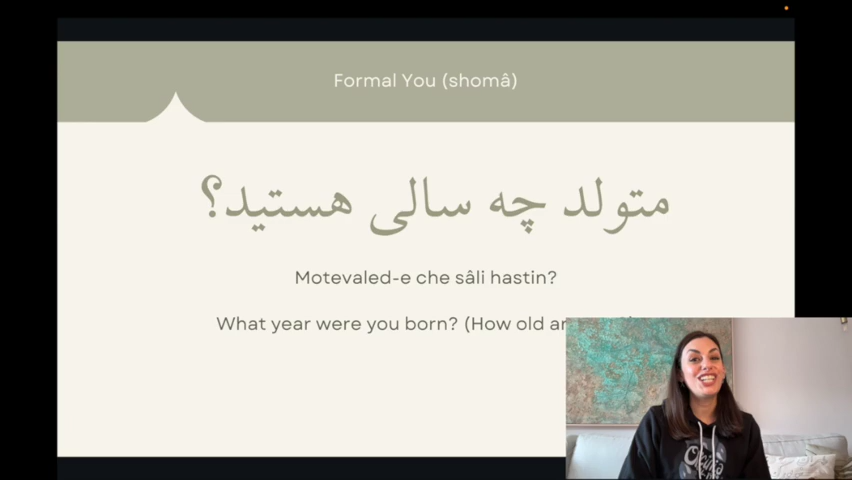 Formal You (shomâ)
متولد چه سالی هستید؟
Motevaled-e che sâli hastin?
What year were you born? (How old